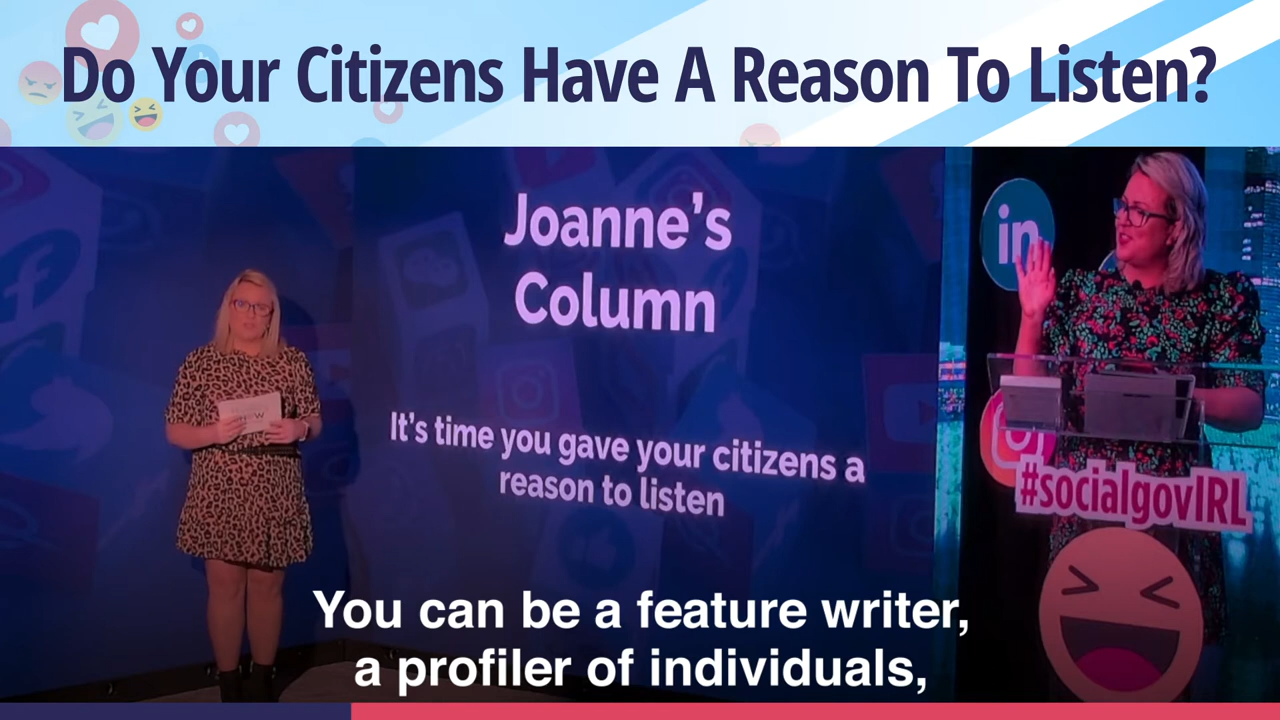 Do Your Citizens Have A Reason To Listen?
Joanne’s
Column
It’s time you gave your citizens a
reason to listen
in
#socialgovIRL
You can be a feature writer,
a profiler of individuals,